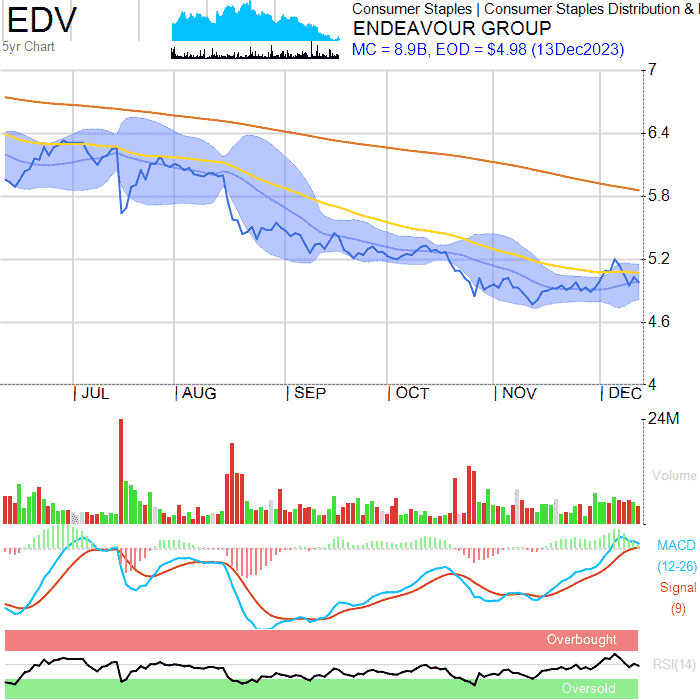 EDV
5yr Chart
Consumer Staples | Consumer Staples Distribution &
ENDEAVOUR GROUP
MC = 8.9B, EOD = $4.98 (13Dec2023)
7
6.4
5.8
5.2
4.6
4
| JUL | AUG | SEP | OCT | NOV | DEC
24M
Volume
MACD
(12-26)
Signal
(9)
Overbought
RSI(14)
Oversold